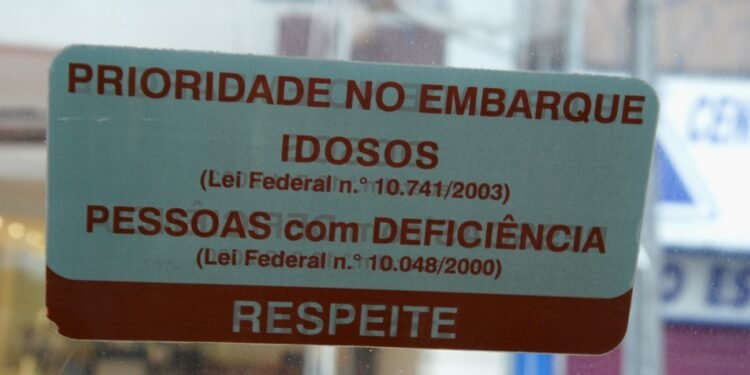 PRIORIDADE NO EMBARQUE
IDOSOS
(Lei Federal n.° 10.741/2003)
PESSOAS com DEFICIÊNCIA
(Lei Federal n.° 10.048/2000)
RESPEITE